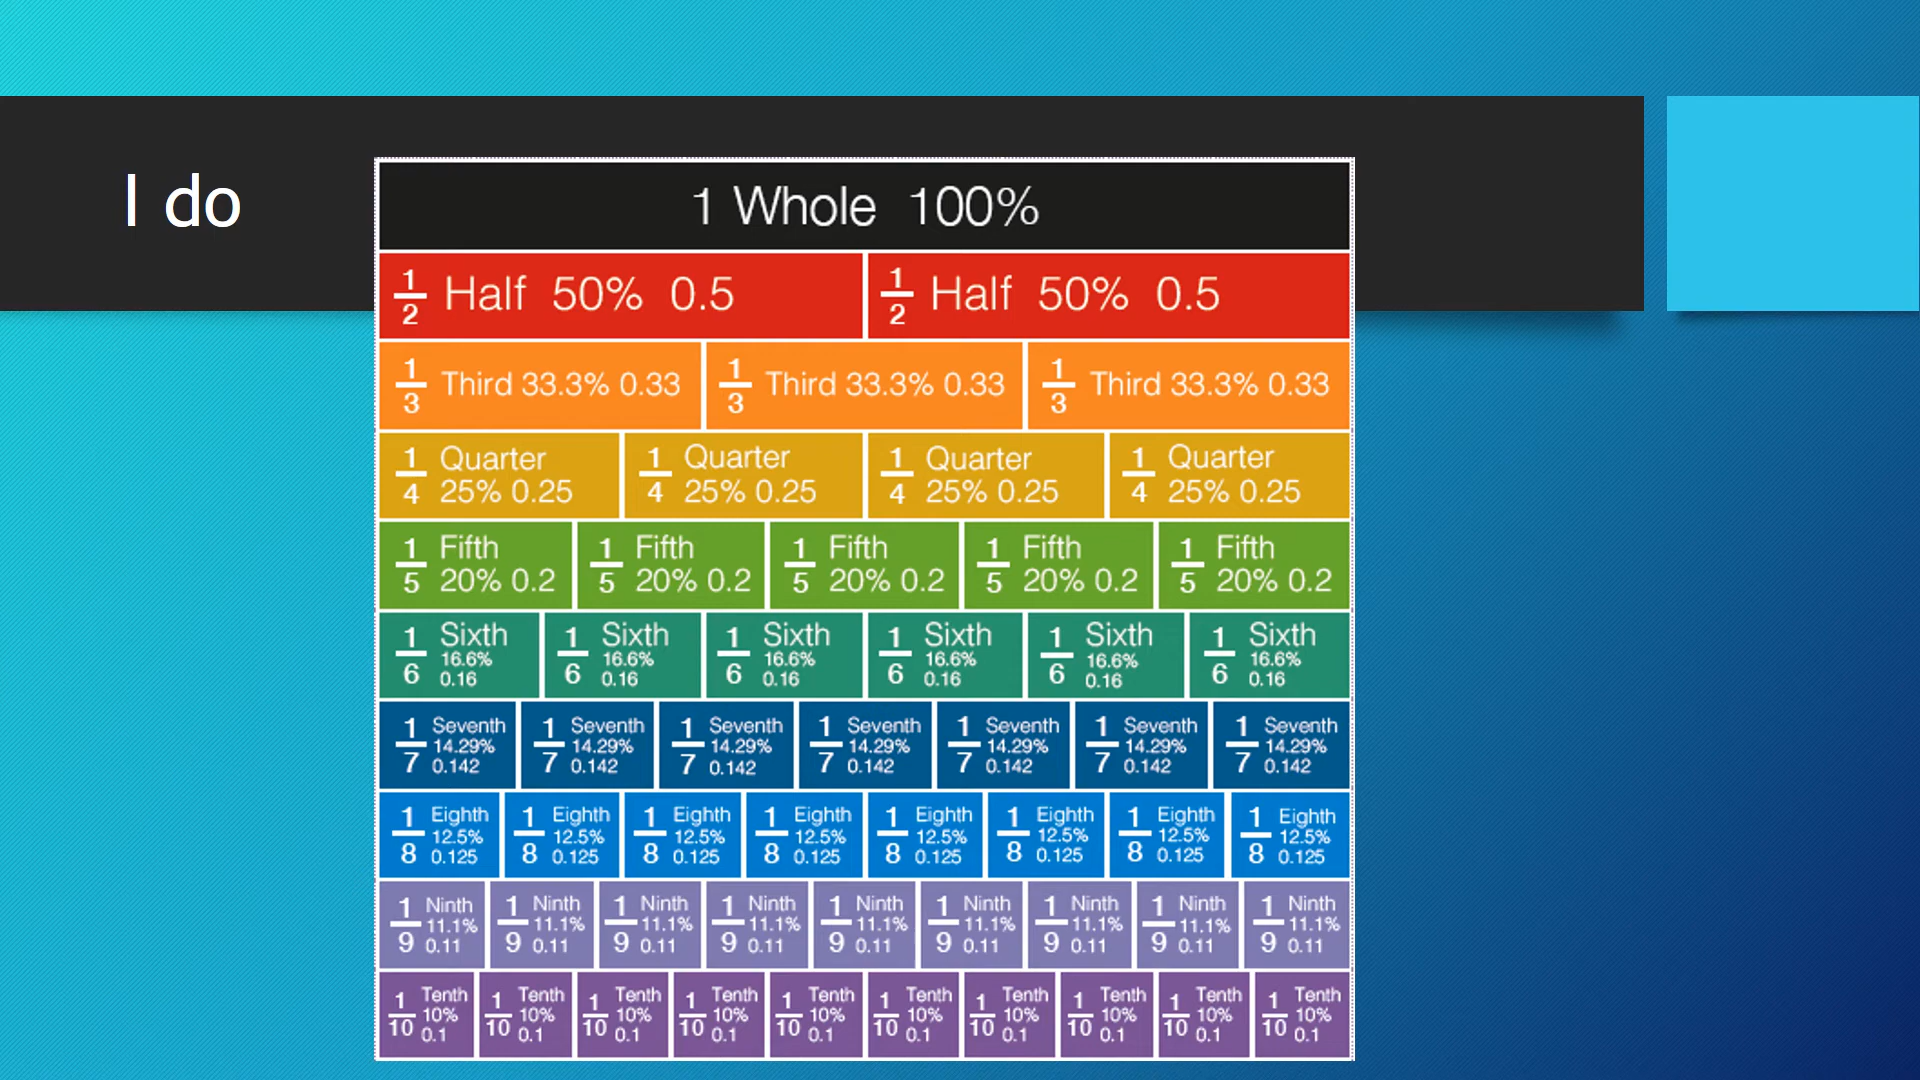 I do
1 Whole 100%
1/2 Half 50% 0.5 1/2 Half 50% 0.5
1/3 Third 33.3% 0.33 1/3 Third 33.3% 0.33 1/3 Third 33.3% 0.33
1/4 Quarter 25% 0.25 1/4 Quarter 25% 0.25 1/4 Quarter 25% 0.25 1/4 Quarter 25% 0.25
1/5 Fifth 20% 0.2 1/5 Fifth 20% 0.2 1/5 Fifth 20% 0.2 1/5 Fifth 20% 0.2 1/5 Fifth 20% 0.2
1/6 Sixth 16.6% 0.16 1/6 Sixth 16.6% 0.16 1/6 Sixth 16.6% 0.16 1/6 Sixth 16.6% 0.16 1/6 Sixth 16.6% 0.16 1/6 Sixth 16.6% 0.16
1/7 Seventh 14.29% 0.142 1/7 Seventh 14.29% 0.142 1/7 Seventh 14.29% 0.142 1/7 Seventh 14.29% 0.142 1/7 Seventh 14.29% 0.142 1/7 Seventh 14.29% 0.142 1/7 Seventh 14.29% 0.142
1/8 Eighth 12.5% 0.125 1/8 Eighth 12.5% 0.125 1/8 Eighth 12.5% 0.125 1/8 Eighth 12.5% 0.125 1/8 Eighth 12.5% 0.125 1/8 Eighth 12.5% 0.125 1/8 Eighth 12.5% 0.125 1/8 Eighth 12.5% 0.125
1/9 Ninth 11.1% 0.11 1/9 Ninth 11.1% 0.11 1/9 Ninth 11.1% 0.11 1/9 Ninth 11.1% 0.11 1/9 Ninth 11.1% 0.11 1/9 Ninth 11.1% 0.11 1/9 Ninth 11.1% 0.11 1/9 Ninth 11.1% 0.11 1/9 Ninth 11.1% 0.11
1/10 Tenth 10% 0.1 1/10 Tenth 10% 0.1 1/10 Tenth 10% 0.1 1/10 Tenth 10% 0.1 1/10 Tenth 10% 0.1 1/10 Tenth 10% 0.1 1/10 Tenth 10% 0.1 1/10 Tenth 10% 0.1 1/10 Tenth 10% 0.1 1/10 Tenth 10% 0.1